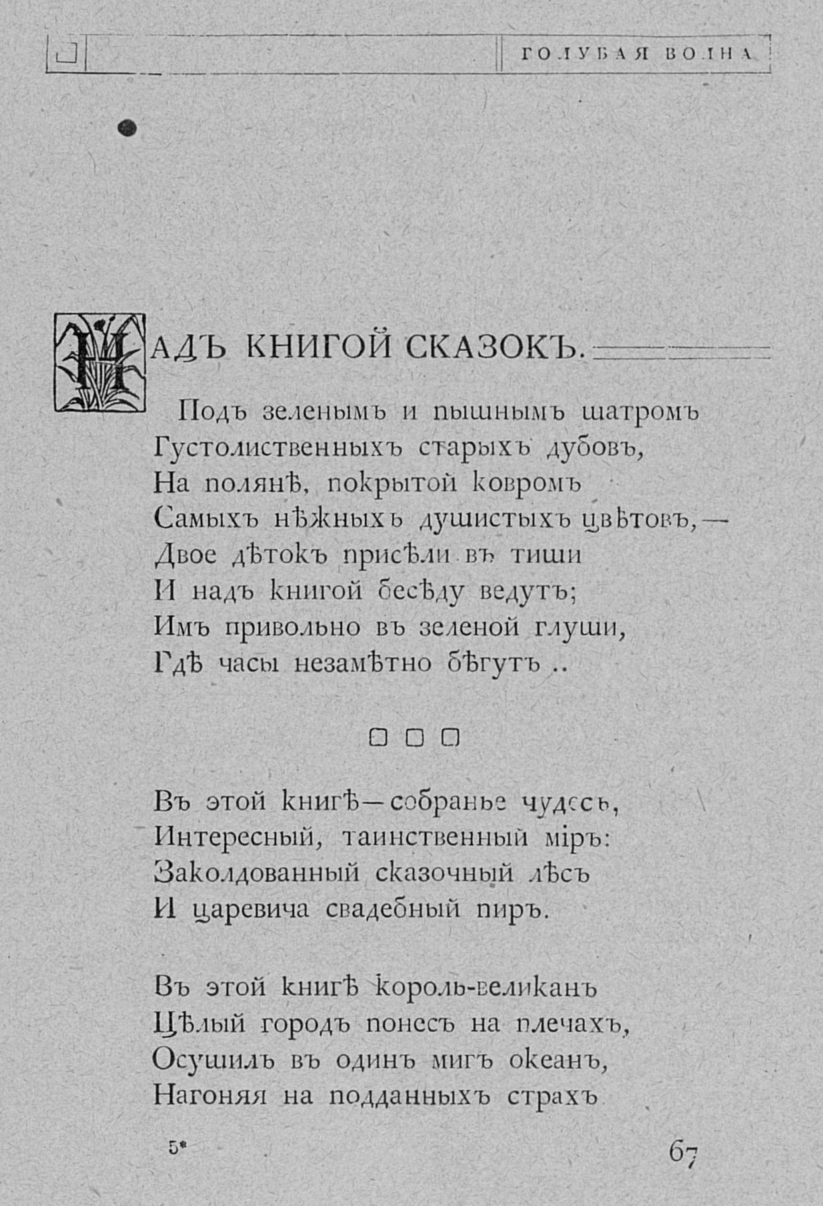 ГОЛУБАЯ ВОЛНА
НАДЪ КНИГОЙ СКАЗОКЪ.
Подъ зеленымъ и пышнымъ шатромъ
Густолиственныхъ старыхъ дубовъ,
На полянѣ, покрытой ковромъ
Самыхъ нѣжныхъ душистыхъ цвѣтовъ,—
Двое дѣтокъ присѣли въ тиши
И надъ книгой бесѣду ведутъ;
Имъ привольно въ зеленой глуши,
Гдѣ часы незамѣтно бѣгутъ ..
Въ этой книгѣ—собранье чудесъ,
Интересный, таинственный міръ:
Заколдованный сказочный лѣсъ
И царевича свадебный пиръ.
Въ этой книгѣ король-великанъ
Цѣлый городъ понесъ на плечахъ,
Осушилъ въ одинъ мигъ океанъ,
Нагоняя на подданныхъ страхъ
5*
67